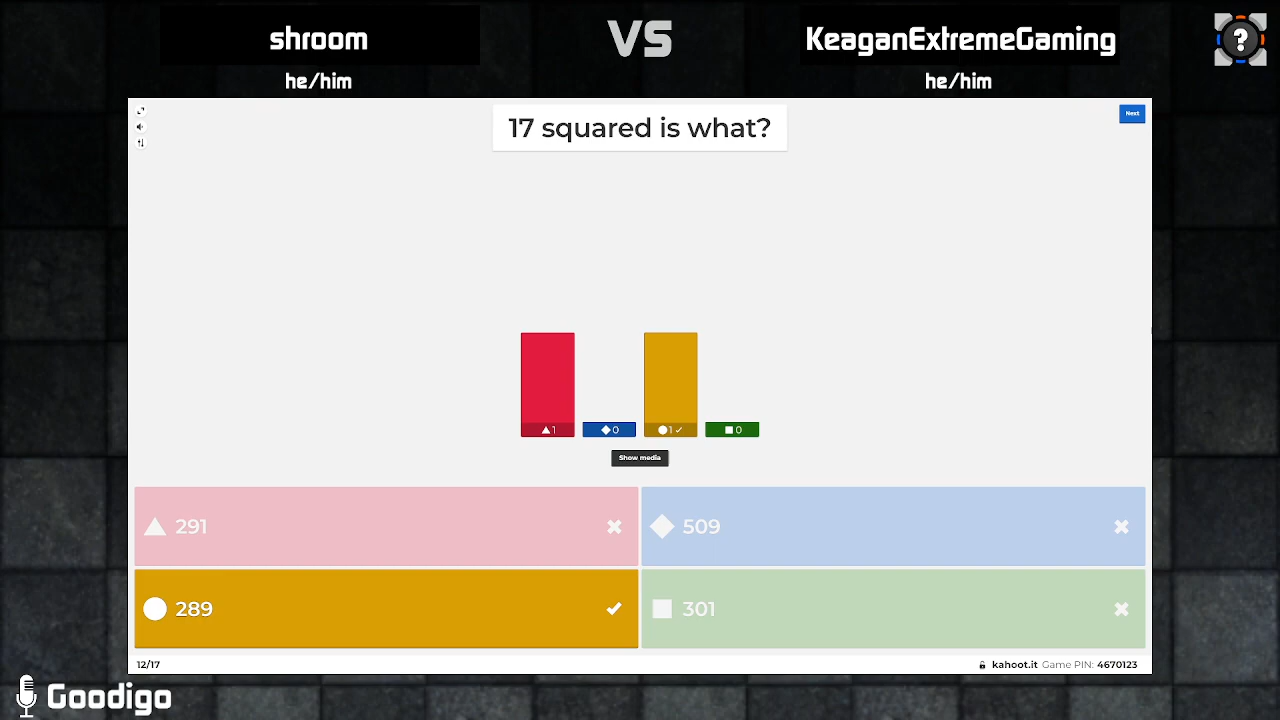 shroom
VS
KeaganExtremeGaming
?
he/him
he/him
17 squared is what?
Next
1
0
1
0
Show media
291
509
289
301
12/17
kahoot.it Game PIN: 4670123
Goodigo